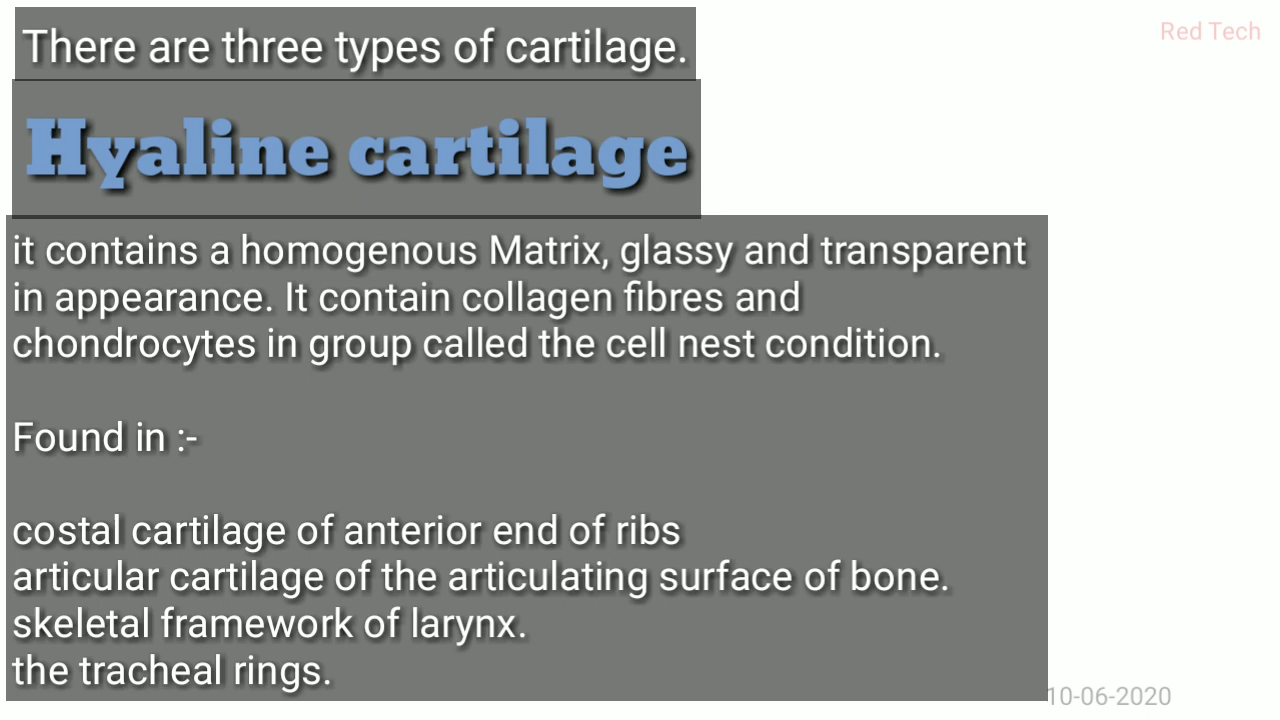 There are three types of cartilage.
Red Tech
Hyaline cartilage
it contains a homogenous Matrix, glassy and transparent
in appearance. It contain collagen fibres and
chondrocytes in group called the cell nest condition.
Found in :-
costal cartilage of anterior end of ribs
articular cartilage of the articulating surface of bone.
skeletal framework of larynx.
the tracheal rings.
10-06-2020